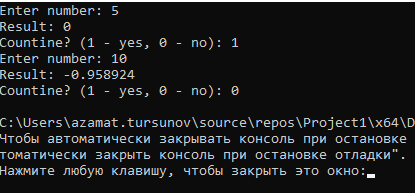 Enter number: 5
Result: 0
Countine? (1 - yes, 0 - no): 1
Enter number: 10
Result: -0.958924
Countine? (1 - yes, 0 - no): 0
C:\Users\azamat.tursunov\source\repos\Project1\x64\D
Чтобы автоматически закрывать консоль при остановке
томатически закрыть консоль при остановке отладки".
Нажмите любую клавишу, чтобы закрыть это окно: